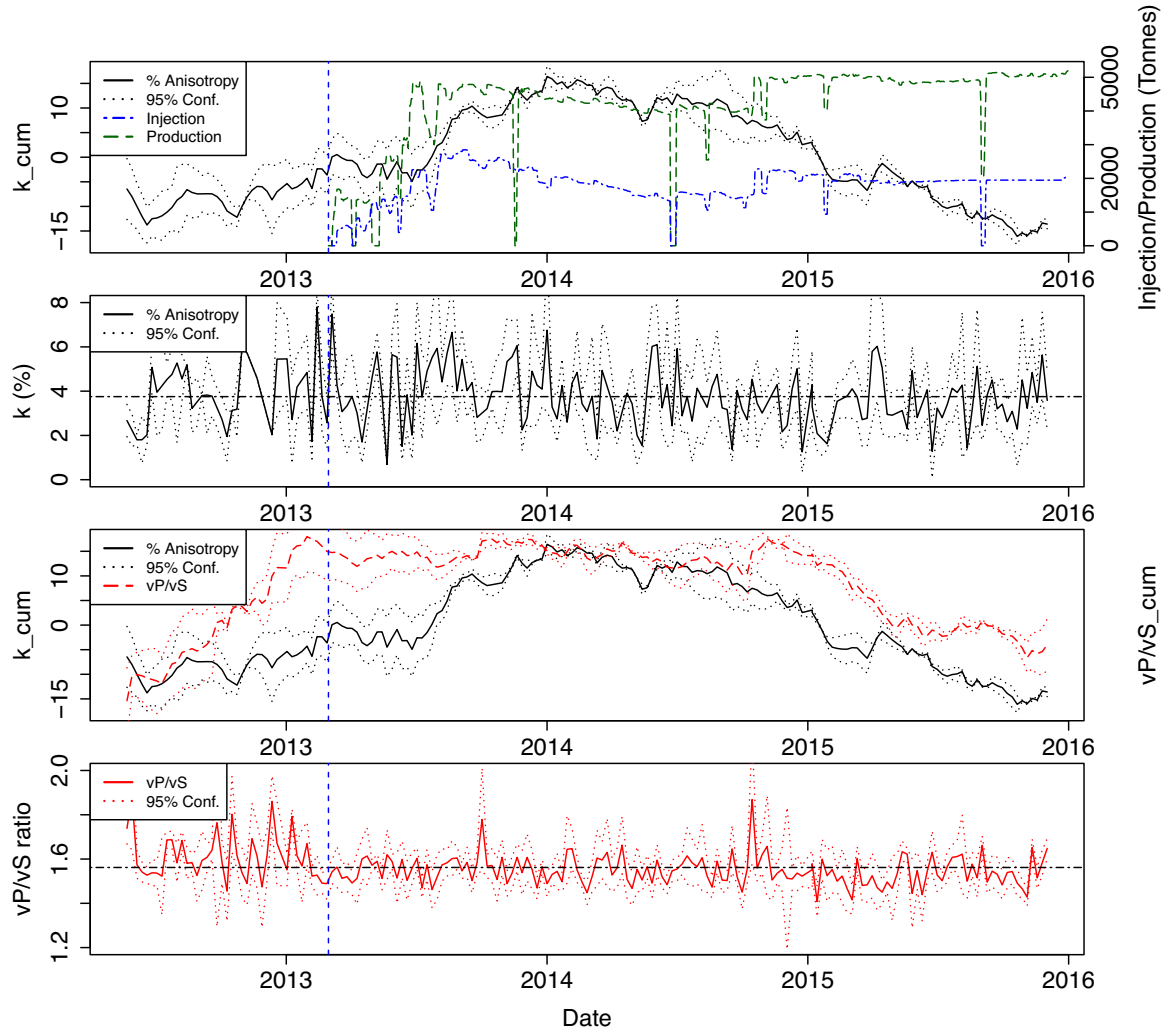 % Anisotropy
95% Conf.
Injection
Production
k_cum
10
0
−15
50000
20000
0
Injection/Production (Tonnes)
2013
2014
2015
2016
% Anisotropy
95% Conf.
k (%)
8
6
4
2
0
2013
2014
2015
2016
% Anisotropy
95% Conf.
vP/vS
k_cum
10
0
−15
vP/vS_cum
2013
2014
2015
2016
vP/vS
95% Conf.
vP/vS ratio
2.0
1.6
1.2
2013
2014
2015
2016
Date